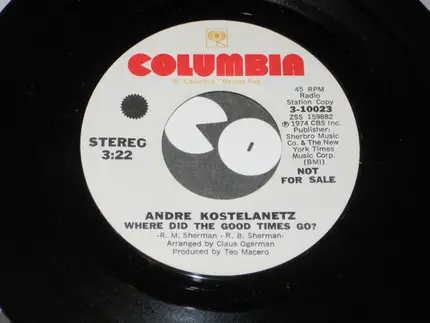 COLUMBIA
45 RPM
Radio
Station Copy
3-10023
ZSS 159882
℗ 1974 CBS Inc.
Publisher:
Sherbro Music
Co. & The New
York Times
Music Corp.
(BMI)
STEREO
3:22
NOT
FOR SALE
ANDRE KOSTELANETZ
WHERE DID THE GOOD TIMES GO?
-R. M. Sherman - R. B. Sherman-
Arranged by Claus Ogerman
Produced by Teo Macero